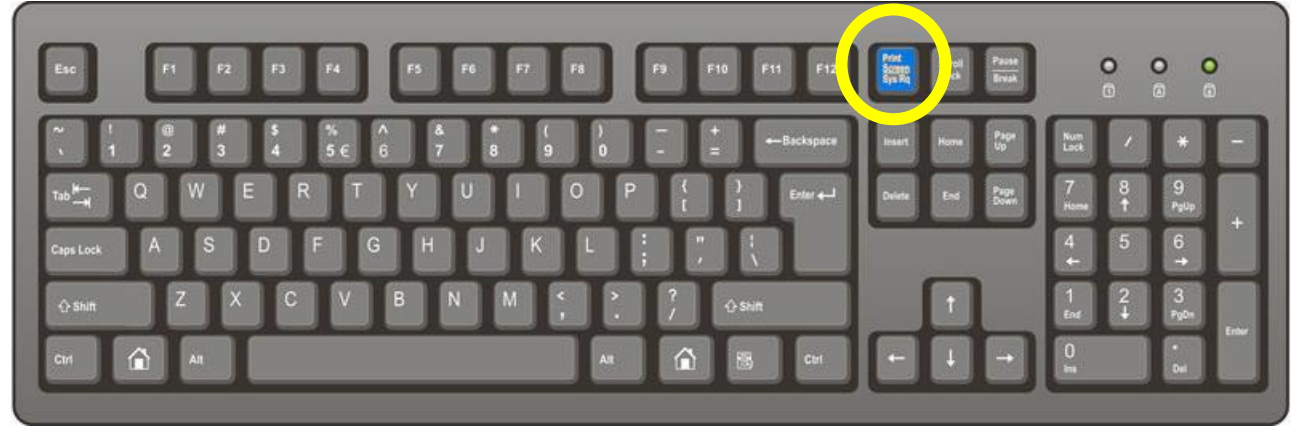 Esc F1 F2 F3 F4 F5 F6 F7 F8 F9 F10 F11 F12
Print
Screen
Sys Rq
Pause
Break
1 A
~ ! @ # $ % ^ & * ( ) — +
` 1 2 3 4 5 € 6 7 8 9 0 - = ←Backspace
Insert Home Page
Up
Num
Lock / * −
Tab Q W E R T Y U I O P { }
[ ]
Enter
Delete End Page
Down
7
Home
8
↑
9
PgUp
+
Caps Lock A S D F G H J K L : " ¦
; ' \
4
←
5
6
→
⇧ Shift Z X C V B N M < > ?
, . /
⇧ Shift
↑
1
End
2
↓
3
PgDn
Enter
Ctrl Alt Alt Ctrl
← ↓ →
0
Ins
.
Del